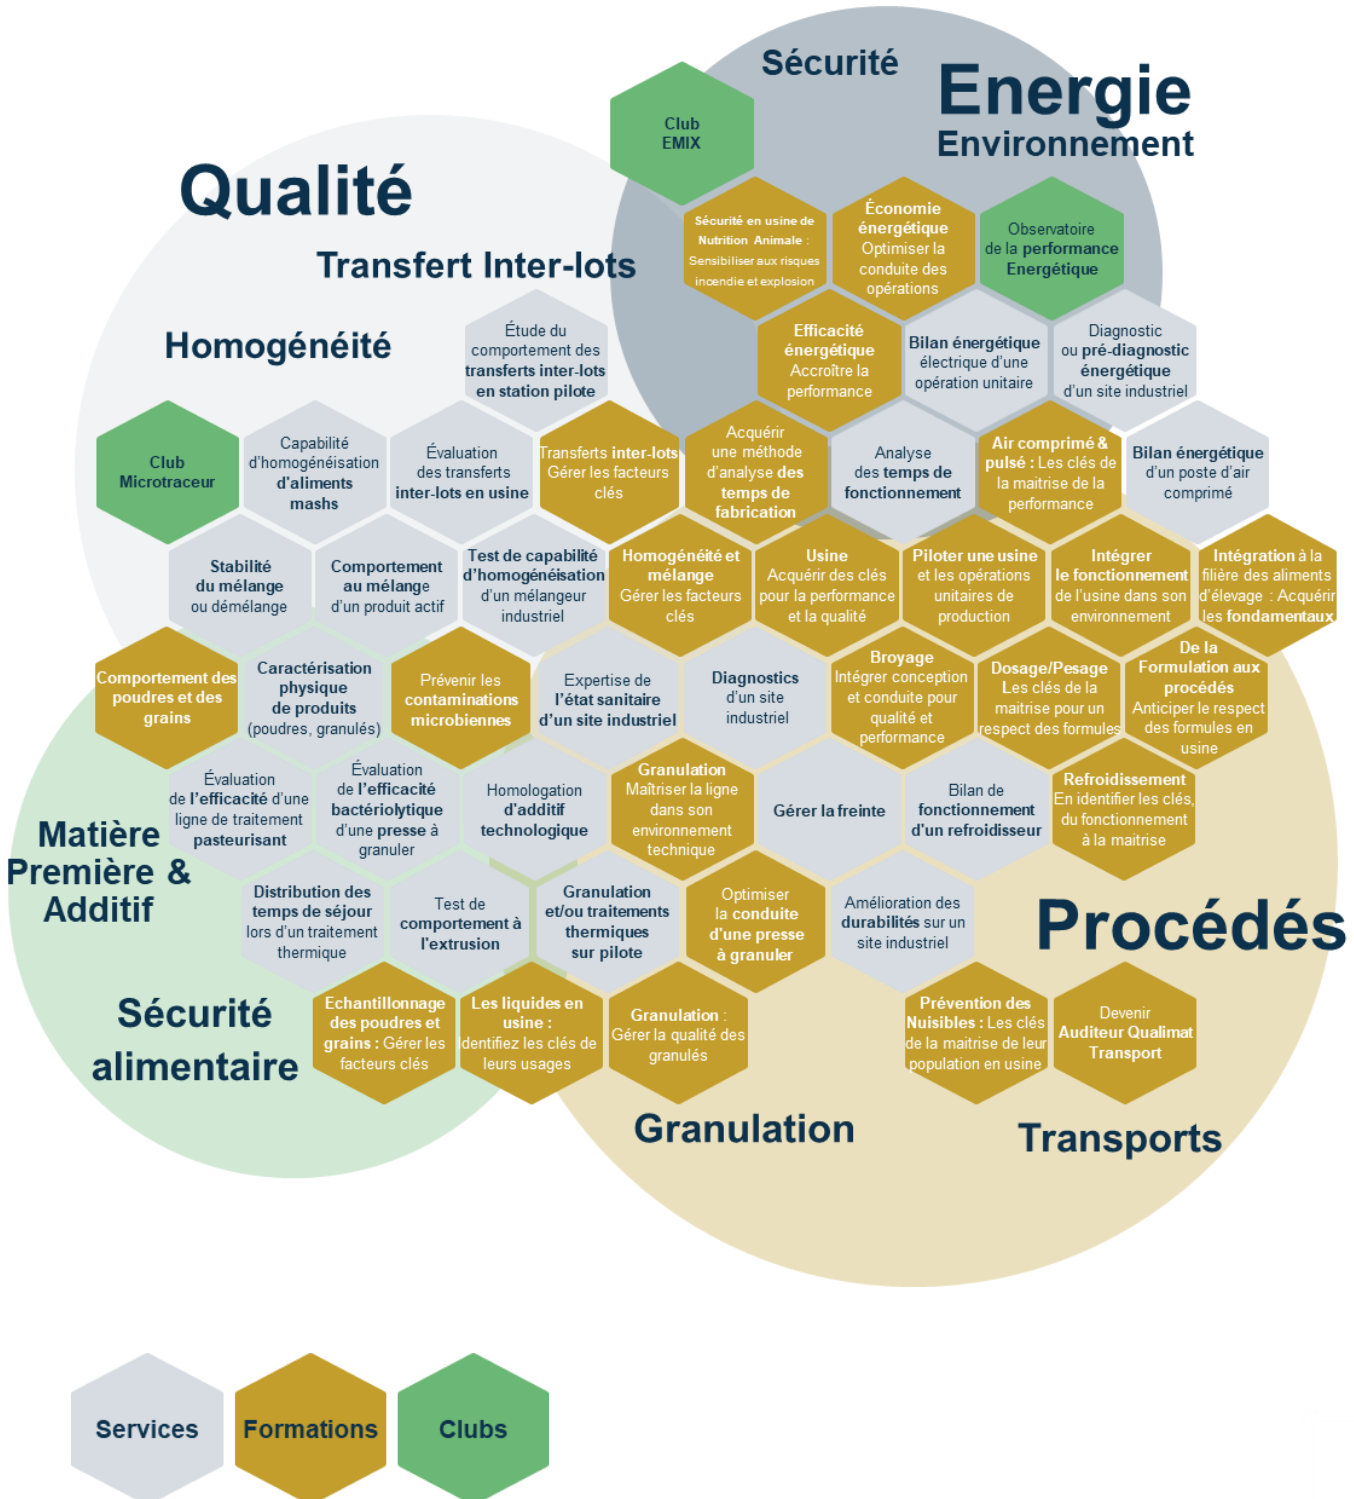 Sécurité
Energie
Environnement
Club
EMIX
Qualité
Transfert Inter-lots
Homogénéité
Sécurité en usine de
Nutrition Animale :
Sensibiliser aux risques
incendie et explosion
Économie
énergétique
Optimiser la
conduite des
opérations
Observatoire
de la performance
Energétique
Étude du
comportement des
transferts inter-lots
en station pilote
Efficacité
énergétique
Accroître la
performance
Bilan énergétique
électrique d'une
opération unitaire
Diagnostic
ou pré-diagnostic
énergétique
d'un site industriel
Club
Microtraceur
Capabilité
d'homogénéisation
d'aliments
mashs
Évaluation
des transferts
inter-lots en usine
Transferts inter-lots
Gérer les facteurs
clés
Acquérir
une méthode
d'analyse des
temps de
fabrication
Analyse
des temps de
fonctionnement
Air comprimé &
pulsé : Les clés de
la maitrise de la
performance
Bilan énergétique
d'un poste d'air
comprimé
Stabilité
du mélange
ou démélange
Comportement
au mélange
d'un produit actif
Test de capabilité
d'homogénéisation
d'un mélangeur
industriel
Homogénéité et
mélange
Gérer les facteurs
clés
Usine
Acquérir des clés
pour la performance
et la qualité
Piloter une usine
et les opérations
unitaires de
production
Intégrer
le fonctionnement
de l'usine dans son
environnement
Intégration à la
filière des aliments
d'élevage : Acquérir
les fondamentaux
Comportement des
poudres et des
grains
Caractérisation
physique
de produits
(poudres, granulés)
Prévenir les
contaminations
microbiennes
Expertise de
l'état sanitaire
d'un site industriel
Diagnostics
d'un site
industriel
Broyage
Intégrer conception
et conduite pour
qualité et
performance
Dosage/Pesage
Les clés de la
maitrise pour un
respect des formules
De la
Formulation aux
procédés
Anticiper le respect
des formules en
usine
Matière
Première &
Additif
Évaluation
de l'efficacité d'une
ligne de traitement
pasteurisant
Évaluation
de l'efficacité
bactériolytique
d'une presse à
granuler
Homologation
d'additif
technologique
Granulation
Maîtriser la ligne
dans son
environnement
technique
Gérer la freinte
Bilan de
fonctionnement
d'un refroidisseur
Refroidissement
En identifier les clés,
du fonctionnement
à la maitrise
Distribution des
temps de séjour
lors d'un traitement
thermique
Test de
comportement à
l'extrusion
Granulation
et/ou traitements
thermiques
sur pilote
Optimiser
la conduite
d'une presse
à granuler
Amélioration des
durabilités sur un
site industriel
Procédés
Sécurité
alimentaire
Echantillonnage
des poudres et
grains : Gérer les
facteurs clés
Les liquides en
usine :
Identifiez les clés de
leurs usages
Granulation :
Gérer la qualité des
granulés
Prévention des
Nuisibles : Les clés
de la maitrise de leur
population en usine
Devenir
Auditeur Qualimat
Transport
Granulation
Transports
Services
Formations
Clubs